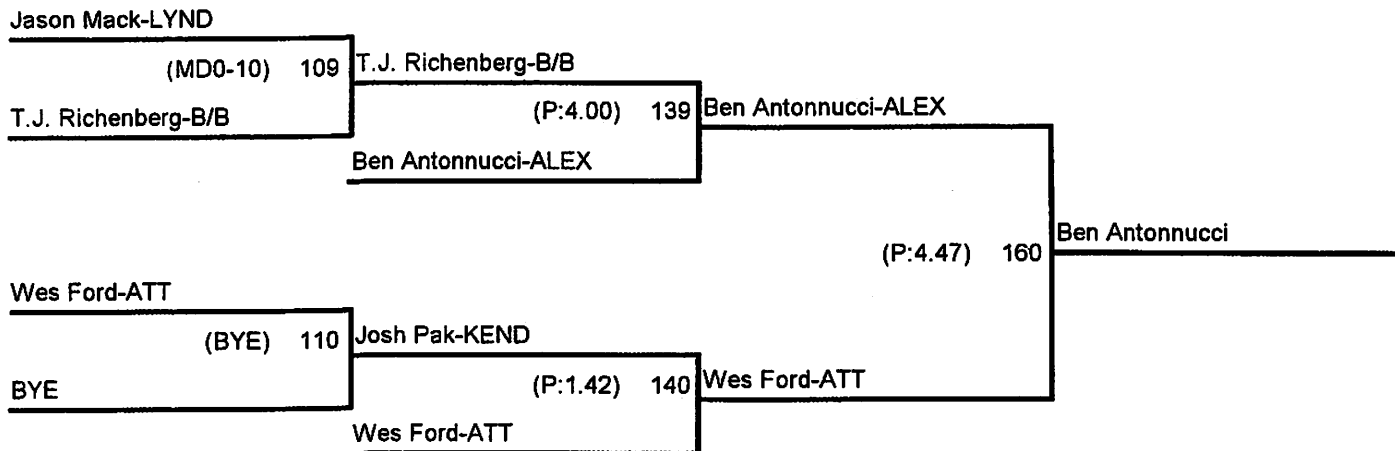 Jason Mack-LYND
(MD0-10) 109
T.J. Richenberg-B/B
T.J. Richenberg-B/B
(P:4.00) 139
Ben Antonnucci-ALEX
Ben Antonnucci-ALEX
(P:4.47) 160
Ben Antonnucci
Wes Ford-ATT
(BYE) 110
BYE
Josh Pak-KEND
(P:1.42) 140
Wes Ford-ATT
Wes Ford-ATT